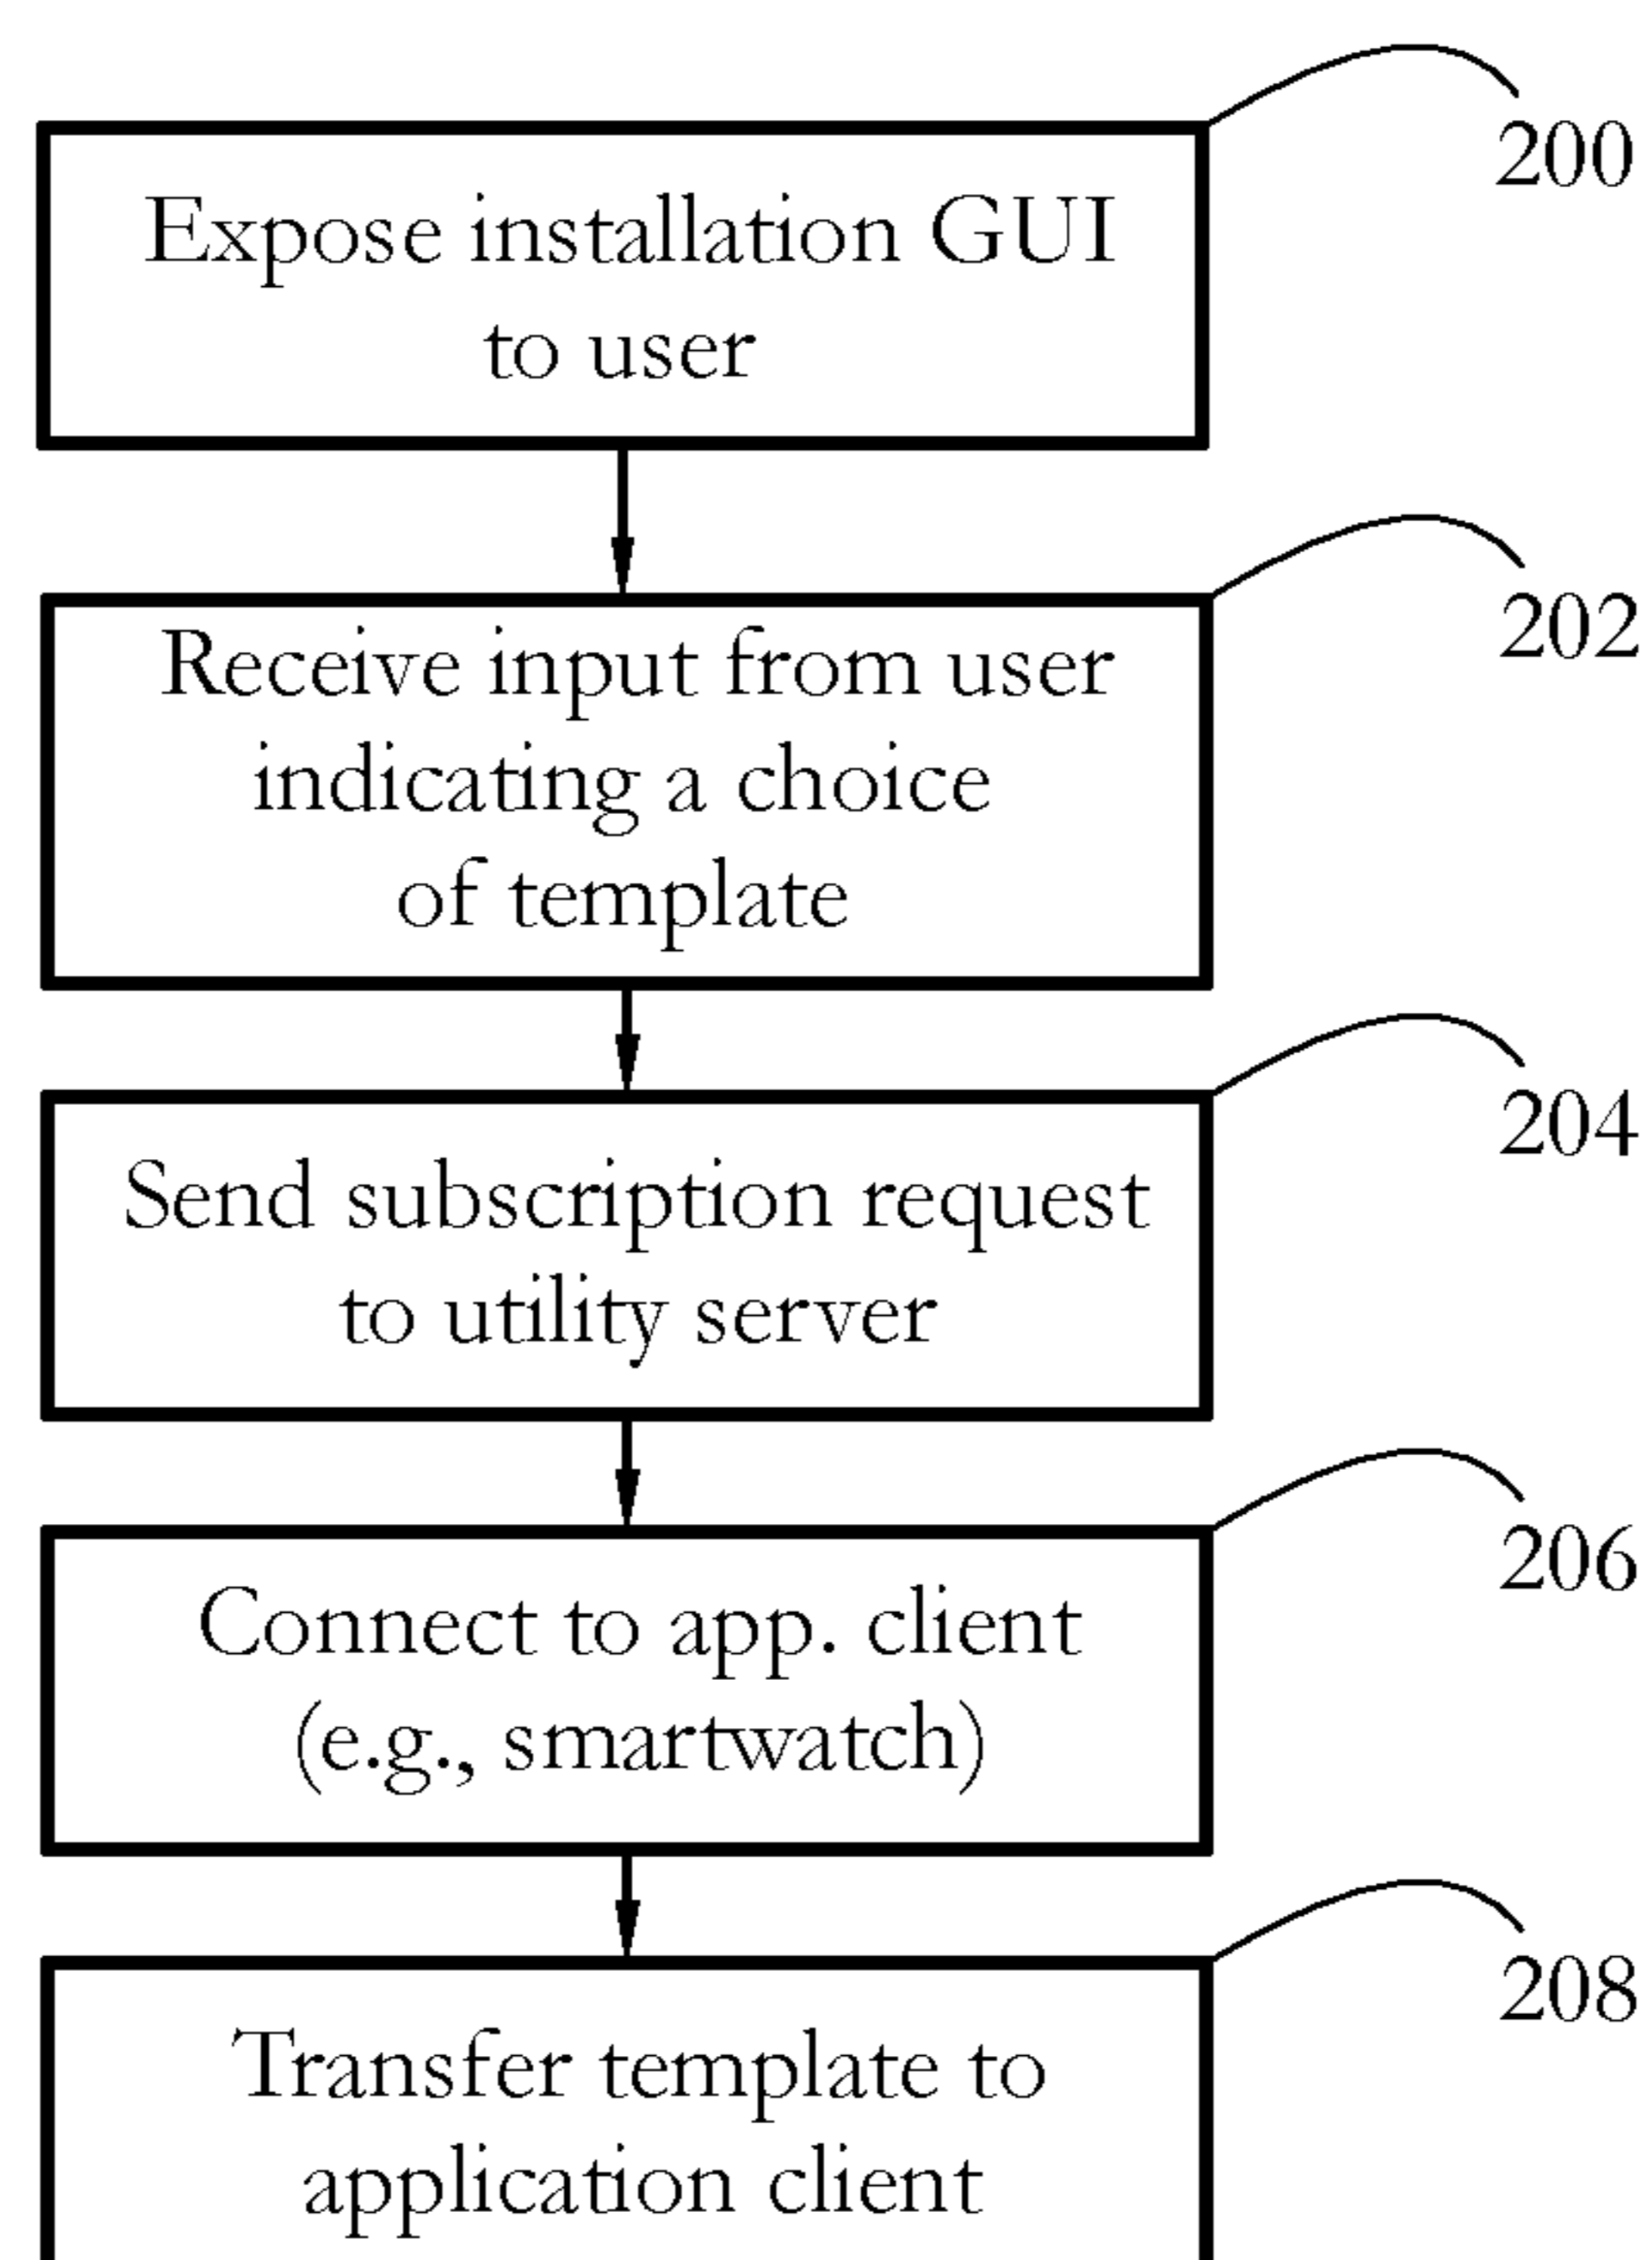 200
Expose installation GUI
to user
202
Receive input from user
indicating a choice
of template
204
Send subscription request
to utility server
206
Connect to app. client
(e.g., smartwatch)
208
Transfer template to
application client